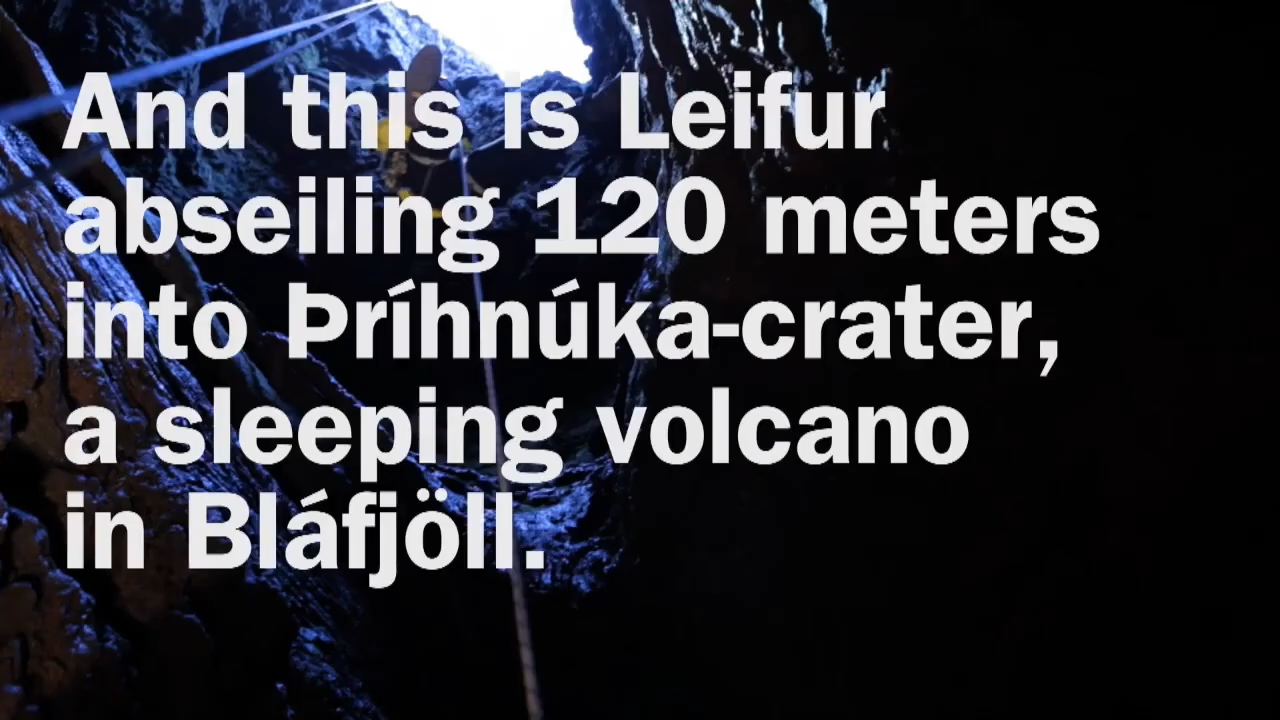 And this is Leifur
abseiling 120 meters
into Þríhnúka-crater,
a sleeping volcano
in Bláfjöll.